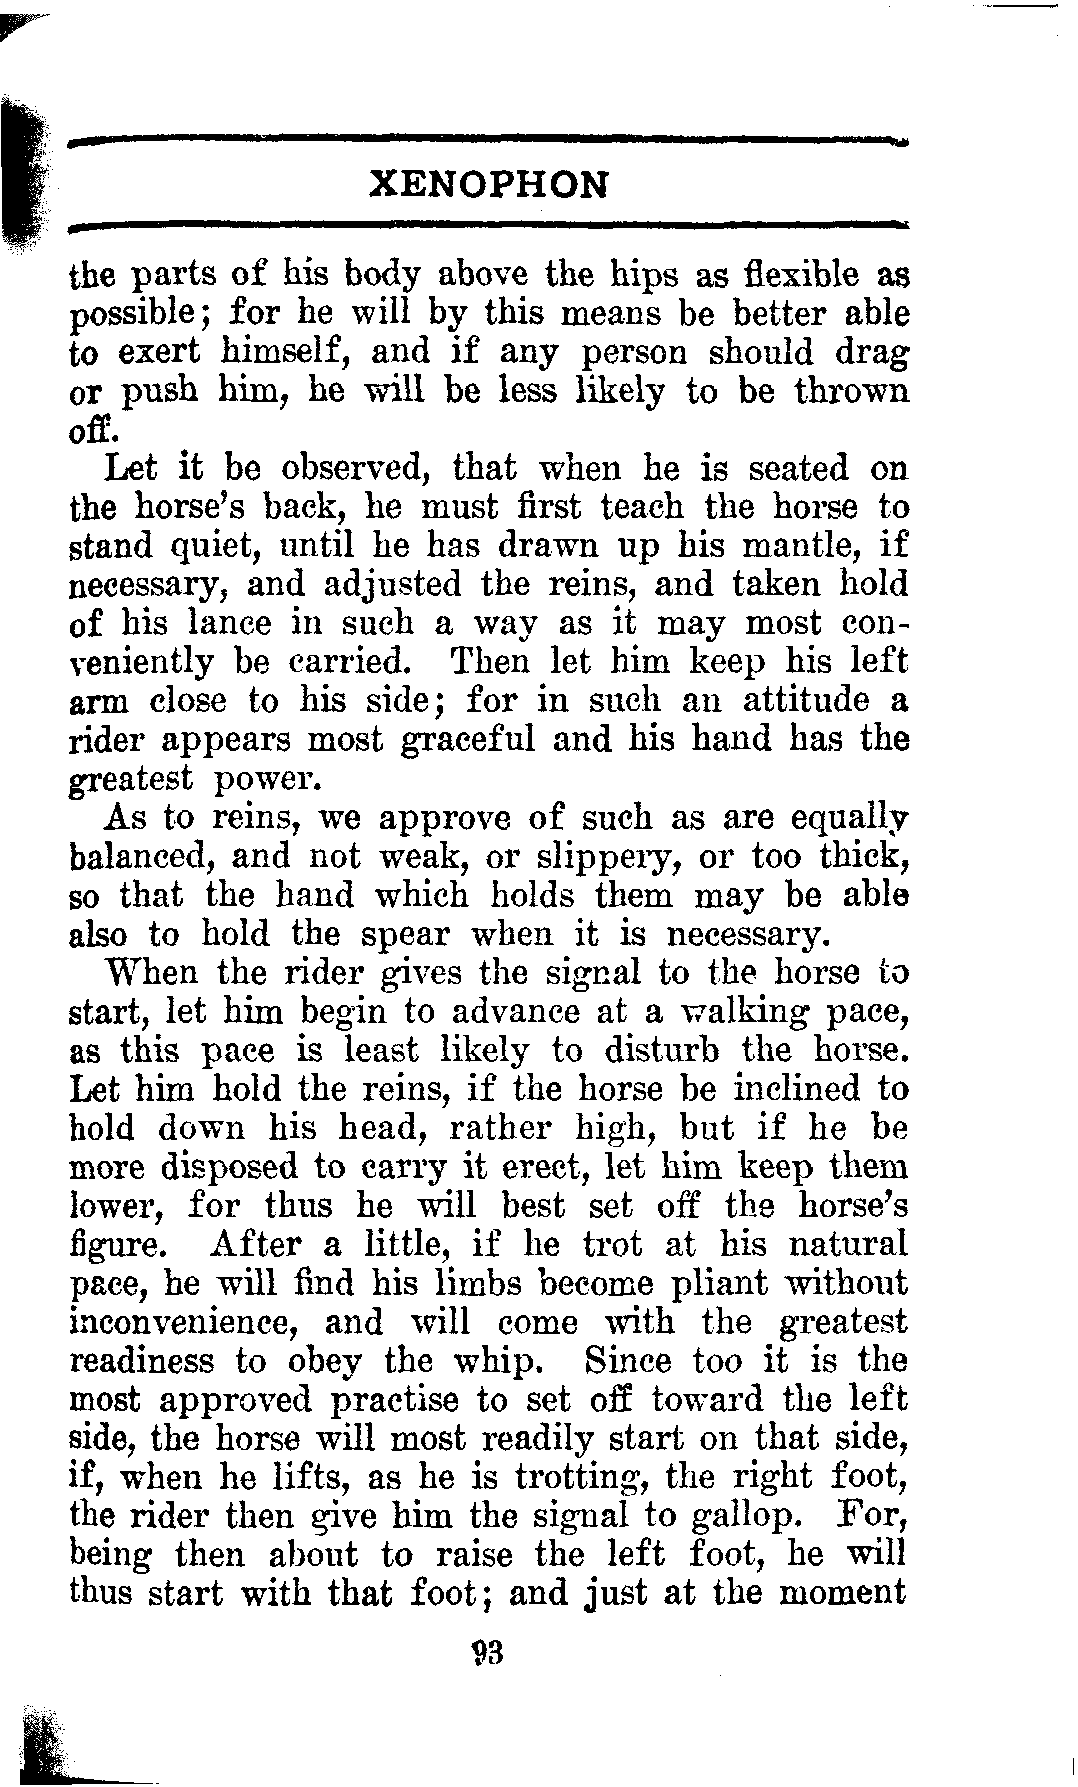 XENOPHON
the parts of his body above the hips as flexible as
possible; for he will by this means be better able
to exert himself, and if any person should drag
or push him, he will be less likely to be thrown
off.
Let it be observed, that when he is seated on
the horse's back, he must first teach the horse to
stand quiet, until he has drawn up his mantle, if
necessary, and adjusted the reins, and taken hold
of his lance in such a way as it may most con-
veniently be carried. Then let him keep his left
arm close to his side; for in such an attitude a
rider appears most graceful and his hand has the
greatest power.
As to reins, we approve of such as are equally
balanced, and not weak, or slippery, or too thick,
so that the hand which holds them may be able
also to hold the spear when it is necessary.
When the rider gives the signal to the horse to
start, let him begin to advance at a walking pace,
as this pace is least likely to disturb the horse.
Let him hold the reins, if the horse be inclined to
hold down his head, rather high, but if he be
more disposed to carry it erect, let him keep them
lower, for thus he will best set off the horse's
figure. After a little, if he trot at his natural
pace, he will find his limbs become pliant without
inconvenience, and will come with the greatest
readiness to obey the whip. Since too it is the
most approved practise to set off toward the left
side, the horse will most readily start on that side,
if, when he lifts, as he is trotting, the right foot,
the rider then give him the signal to gallop. For,
being then about to raise the left foot, he will
thus start with that foot; and just at the moment
93